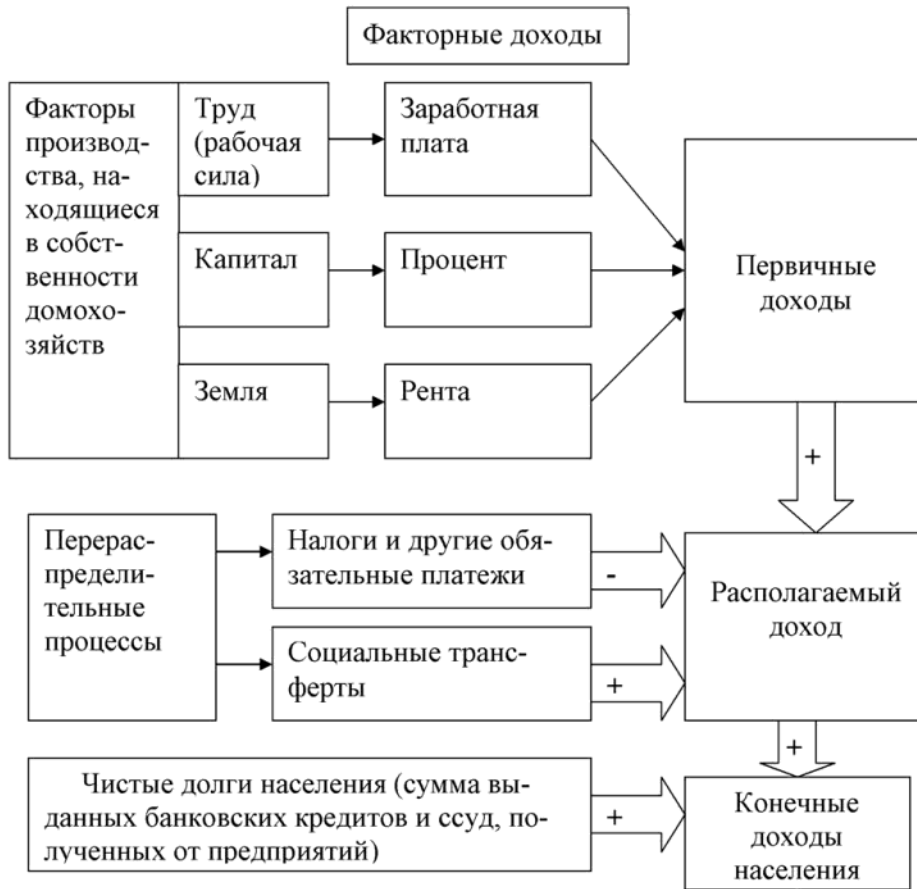 Факторные доходы
Факторы
производ-
ства, на-
ходящиеся
в собст-
венности
домохо-
зяйств
Труд
(рабочая
сила)
Заработная
плата
Капитал
Процент
Земля
Рента
Первичные
доходы
+
Перерас-
пределти-
тельные
процессы
Налоги и другие обя-
зательные платежи
-
Социальные транс-
ферты
+
Располагаемый
доход
+
Чистые долги населения (сумма вы-
данных банковских кредитов и ссуд, по-
лученных от предприятий)
+
Конечные
доходы
населения